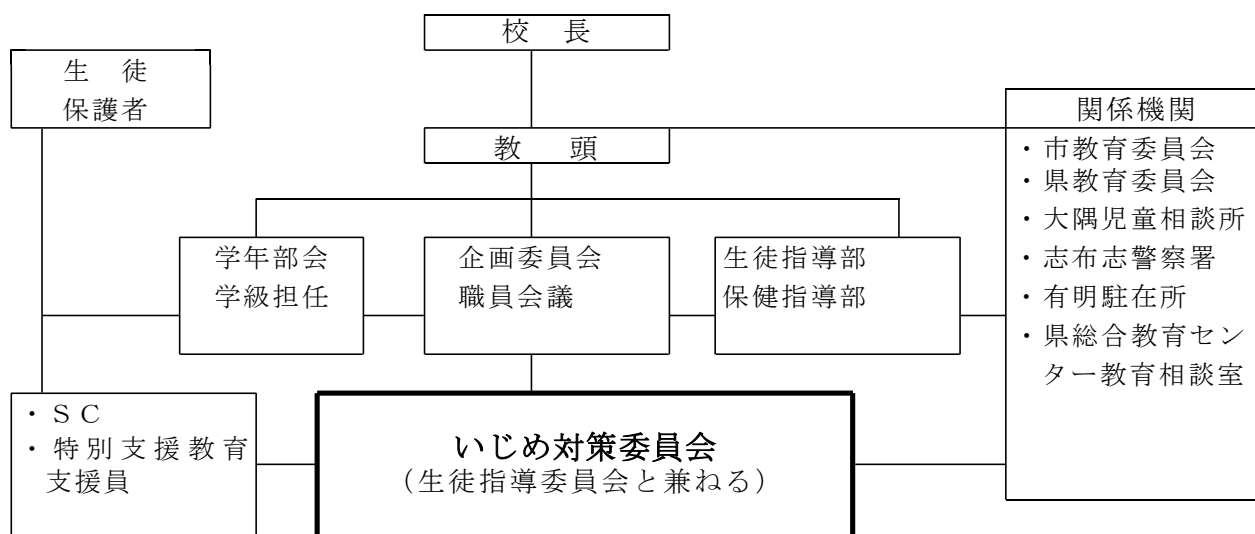 校　長
生　徒
保護者
関係機関
教　頭
・市教育委員会
・県教育委員会
・大隅児童相談所
・志布志警察署
・有明駐在所
・県総合教育セン
ター教育相談室
学年部会
学級担任
企画委員会
職員会議
生徒指導部
保健指導部
・ＳＣ
・特別支援教育
支援員
いじめ対策委員会
（生徒指導委員会と兼ねる）